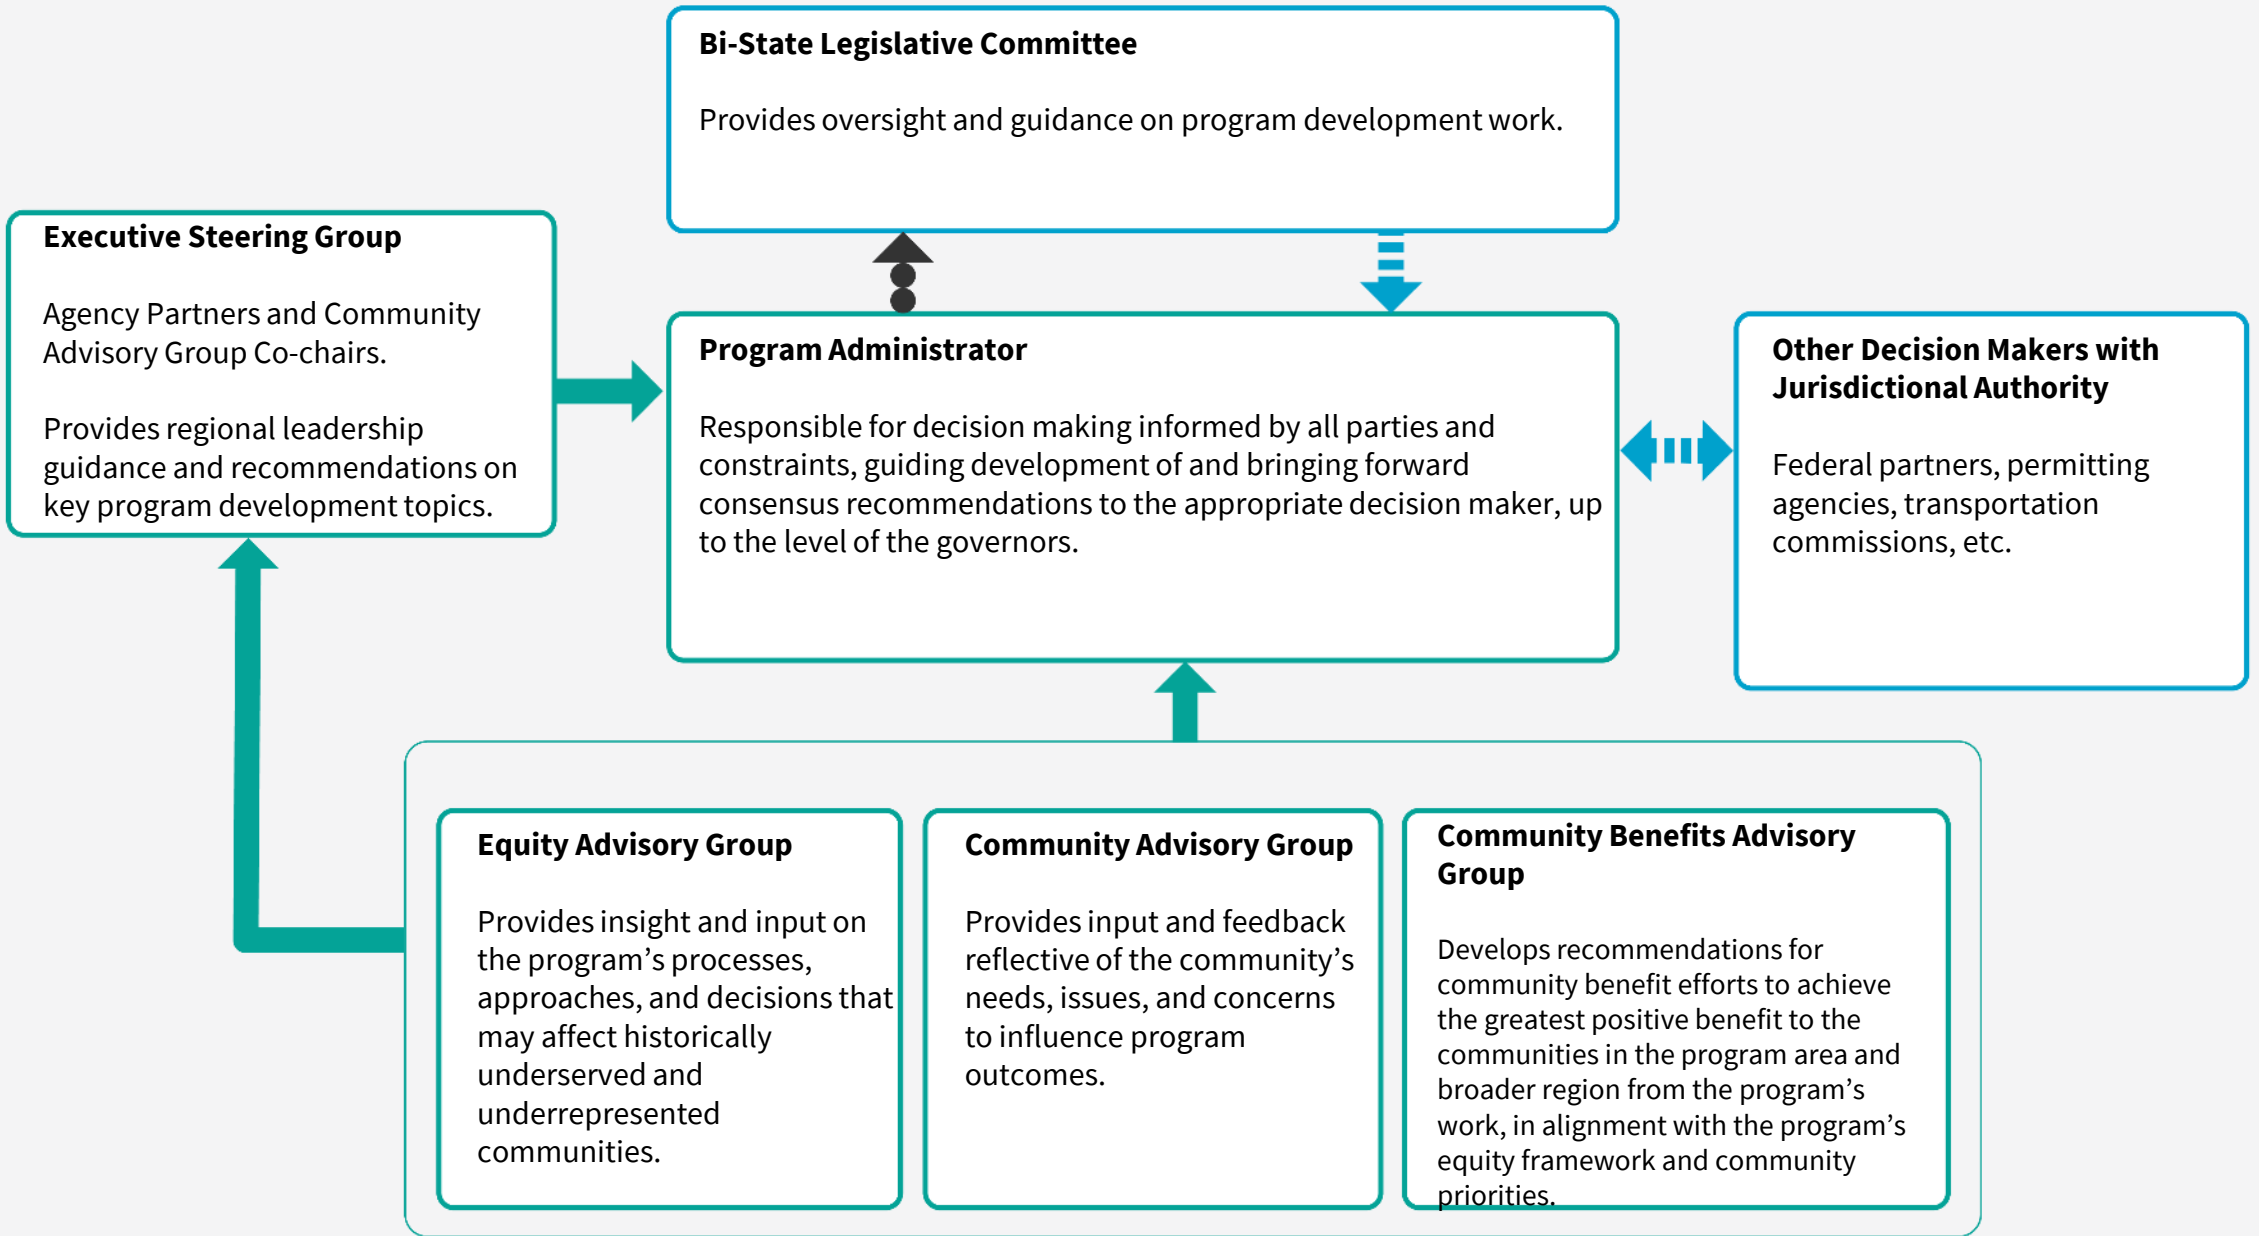 Bi-State Legislative Committee
Provides oversight and guidance on program development work.
Executive Steering Group
Agency Partners and Community
Advisory Group Co-chairs.
Provides regional leadership
guidance and recommendations on
key program development topics.
Program Administrator
Responsible for decision making informed by all parties and
constraints, guiding development of and bringing forward
consensus recommendations to the appropriate decision maker, up
to the level of the governors.
Other Decision Makers with
Jurisdictional Authority
Federal partners, permitting
agencies, transportation
commissions, etc.
Equity Advisory Group
Provides insight and input on
the program’s processes,
approaches, and decisions that
may affect historically
underserved and
underrepresented
communities.
Community Advisory Group
Provides input and feedback
reflective of the community’s
needs, issues, and concerns
to influence program
outcomes.
Community Benefits Advisory
Group
Develops recommendations for
community benefit efforts to achieve
the greatest positive benefit to the
communities in the program area and
broader region from the program’s
work, in alignment with the program’s
equity framework and community
priorities.